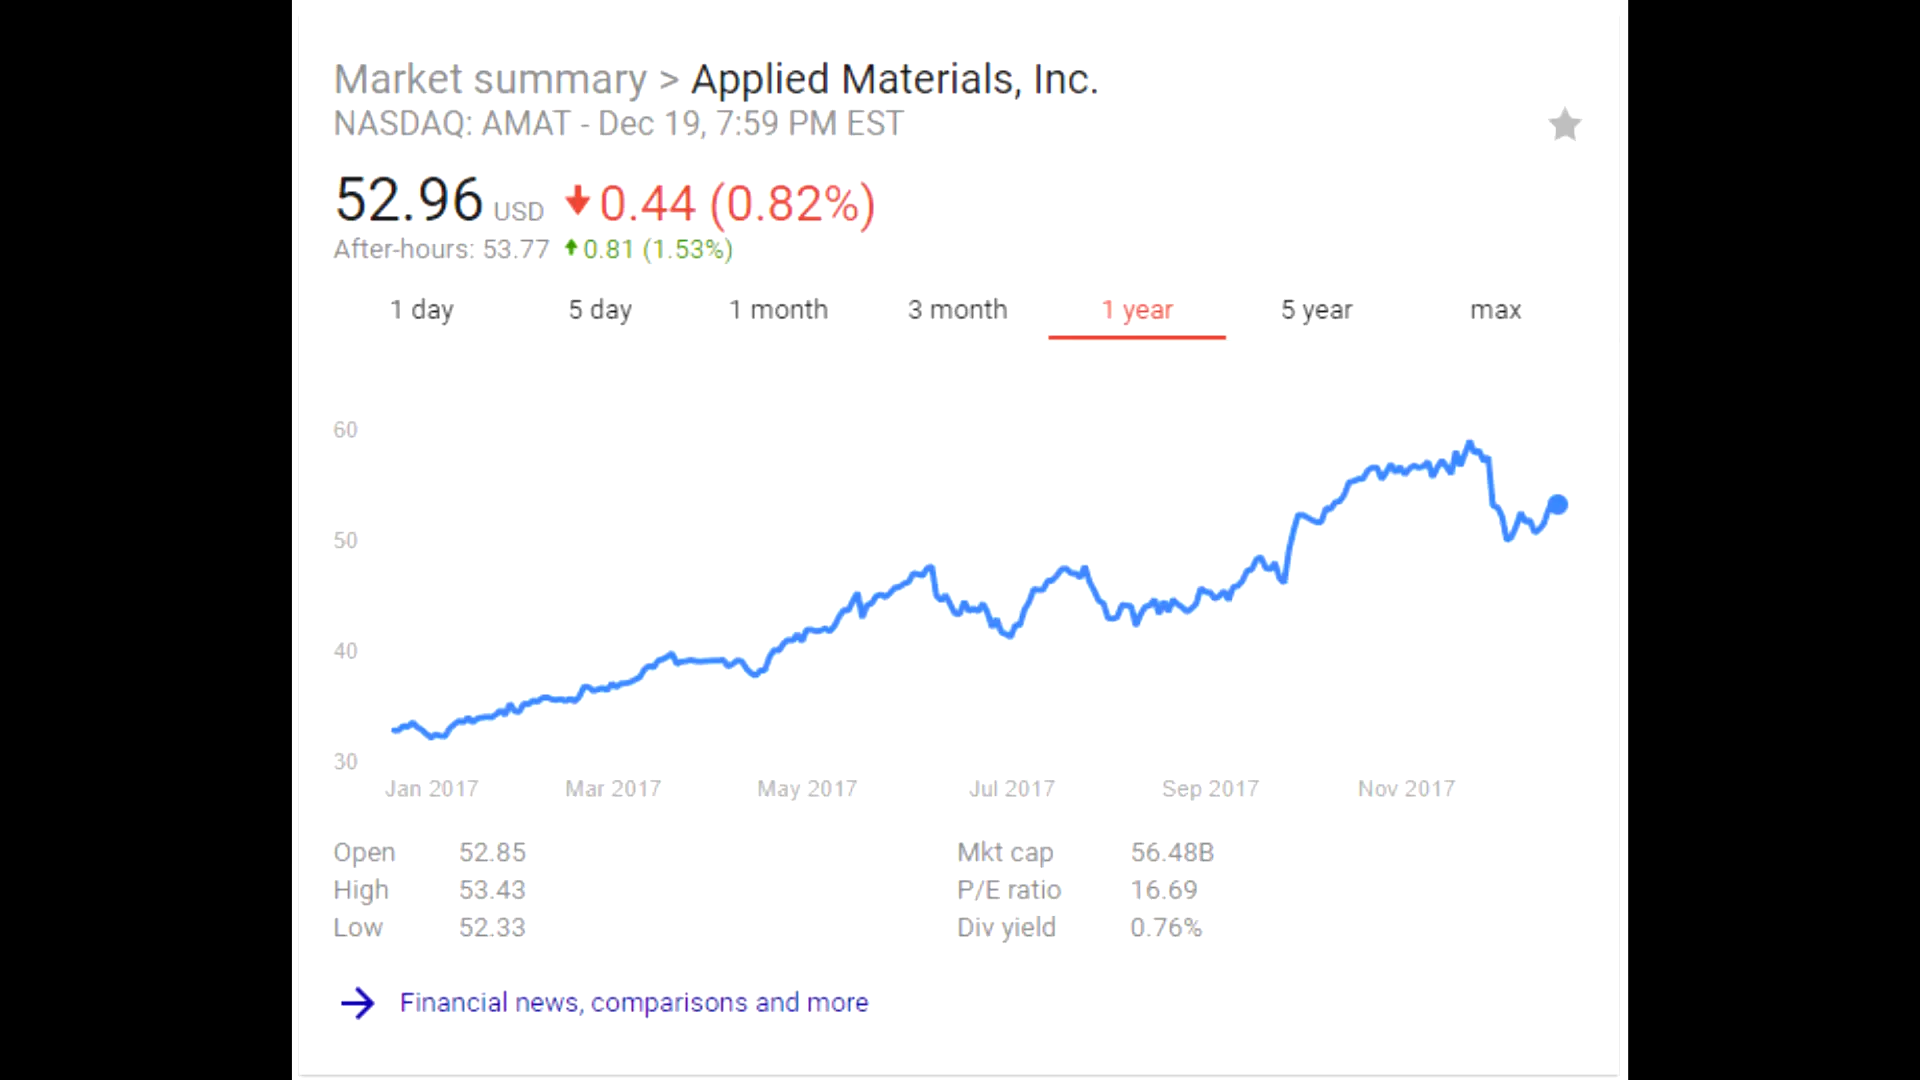 Market summary > Applied Materials, Inc.
NASDAQ: AMAT - Dec 19, 7:59 PM EST
52.96 USD 0.44 (0.82%)
After-hours: 53.77 0.81 (1.53%)
1 day 5 day 1 month 3 month 1 year 5 year max
60
50
40
30
Jan 2017 Mar 2017 May 2017 Jul 2017 Sep 2017 Nov 2017
Open 52.85 Mkt cap 56.48B
High 53.43 P/E ratio 16.69
Low 52.33 Div yield 0.76%
Financial news, comparisons and more